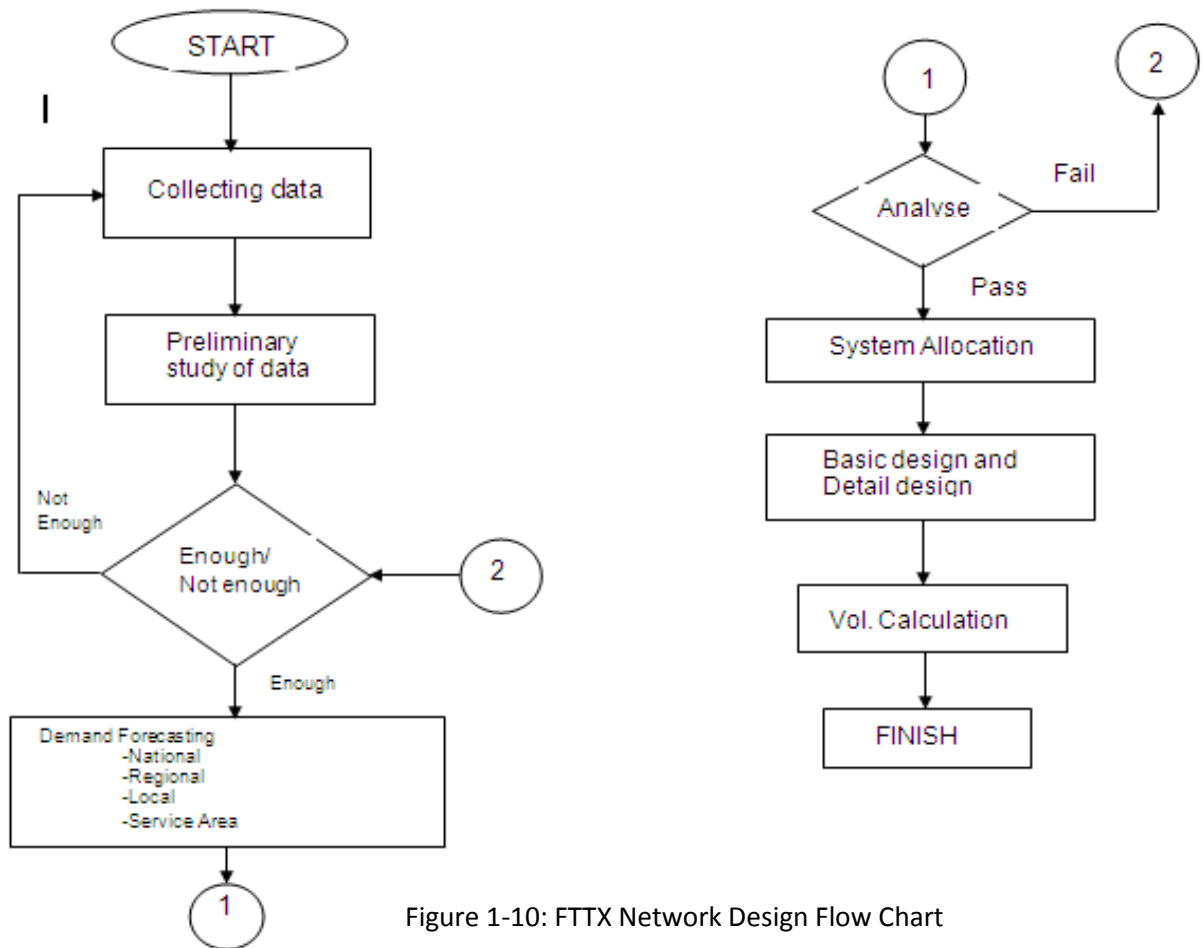 START
Collecting data
Preliminary
study of data
Not
Enough
Enough/
Not enough
2
Enough
Demand Forecasting
-National
-Regional
-Local
-Service Area
1
1
2
Fail
Analyse
Pass
System Allocation
Basic design and
Detail design
Vol. Calculation
FINISH
Figure 1-10: FTTX Network Design Flow Chart